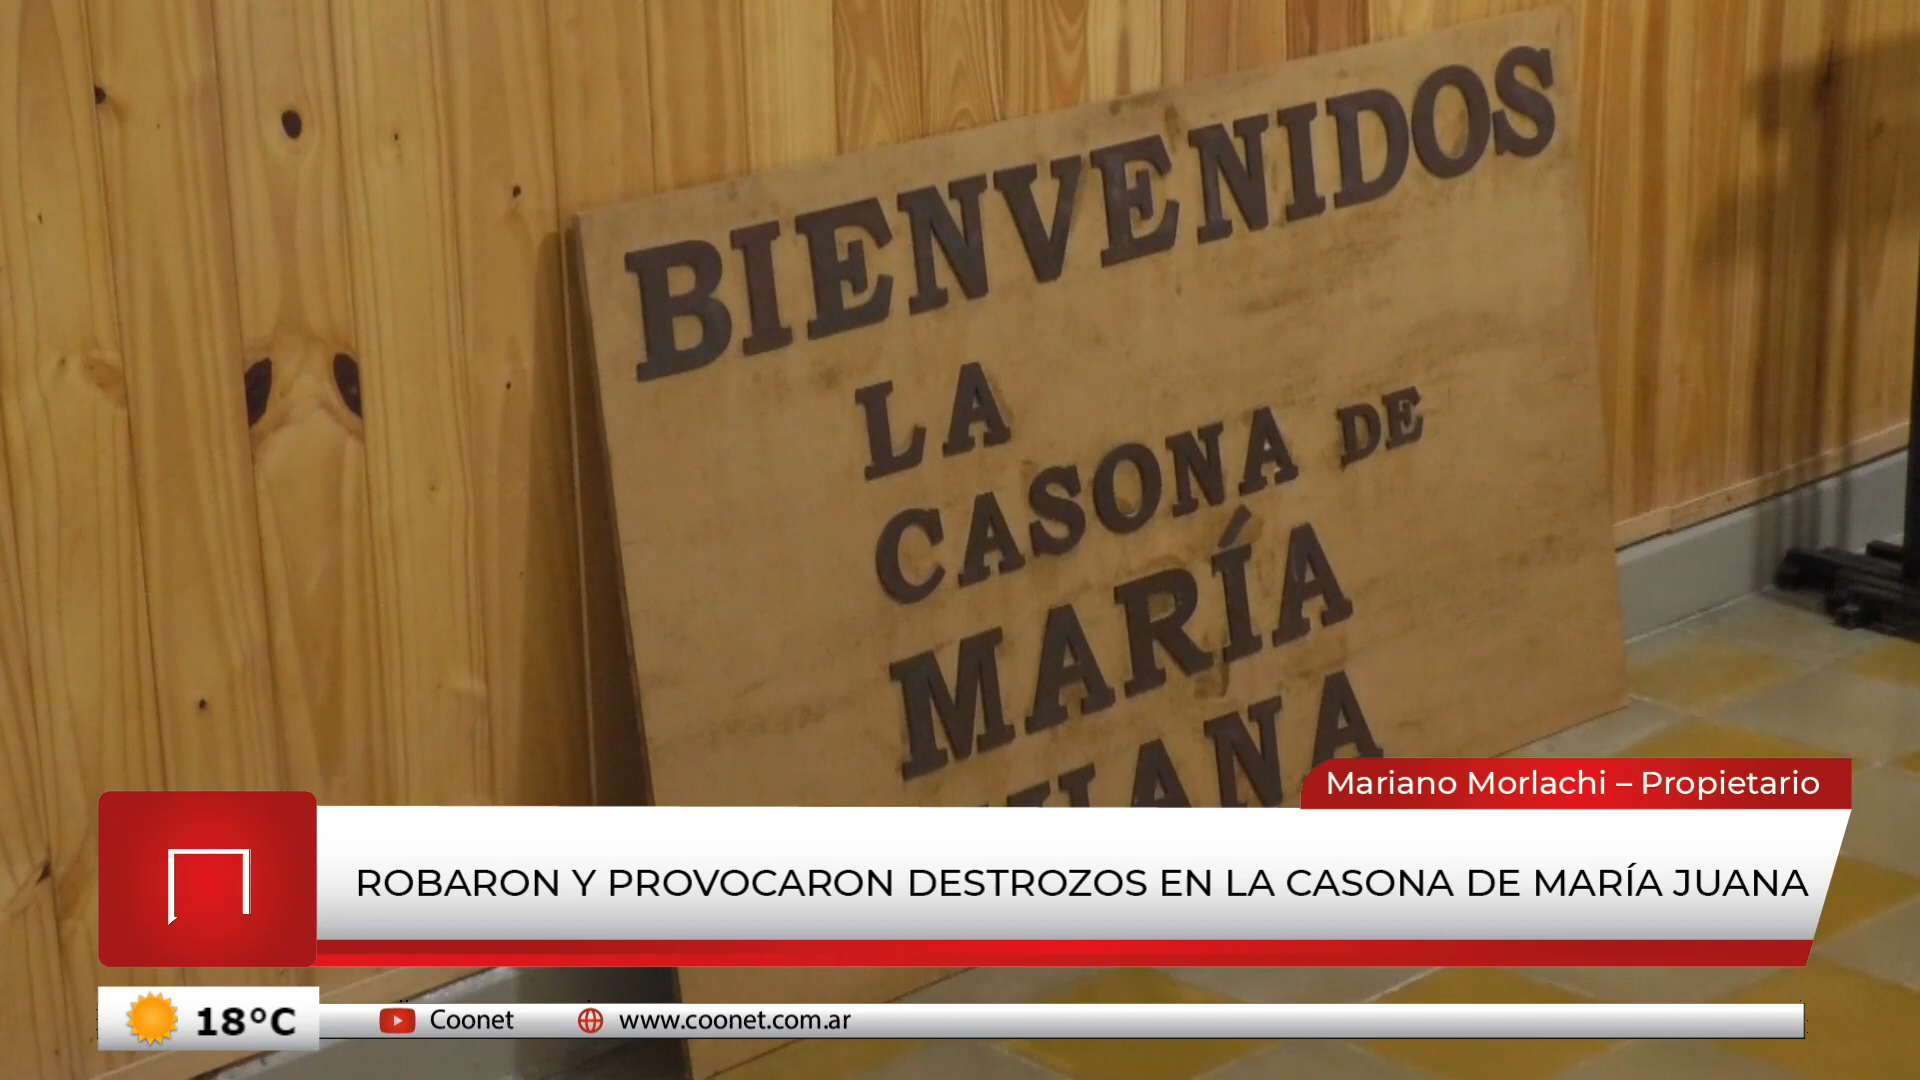 BIENVENIDOS
LA
CASONA DE
MARÍA
JUANA
Mariano Morlachi – Propietario
ROBARON Y PROVOCARON DESTROZOS EN LA CASONA DE MARÍA JUANA
18°C
Coonet
www.coonet.com.ar